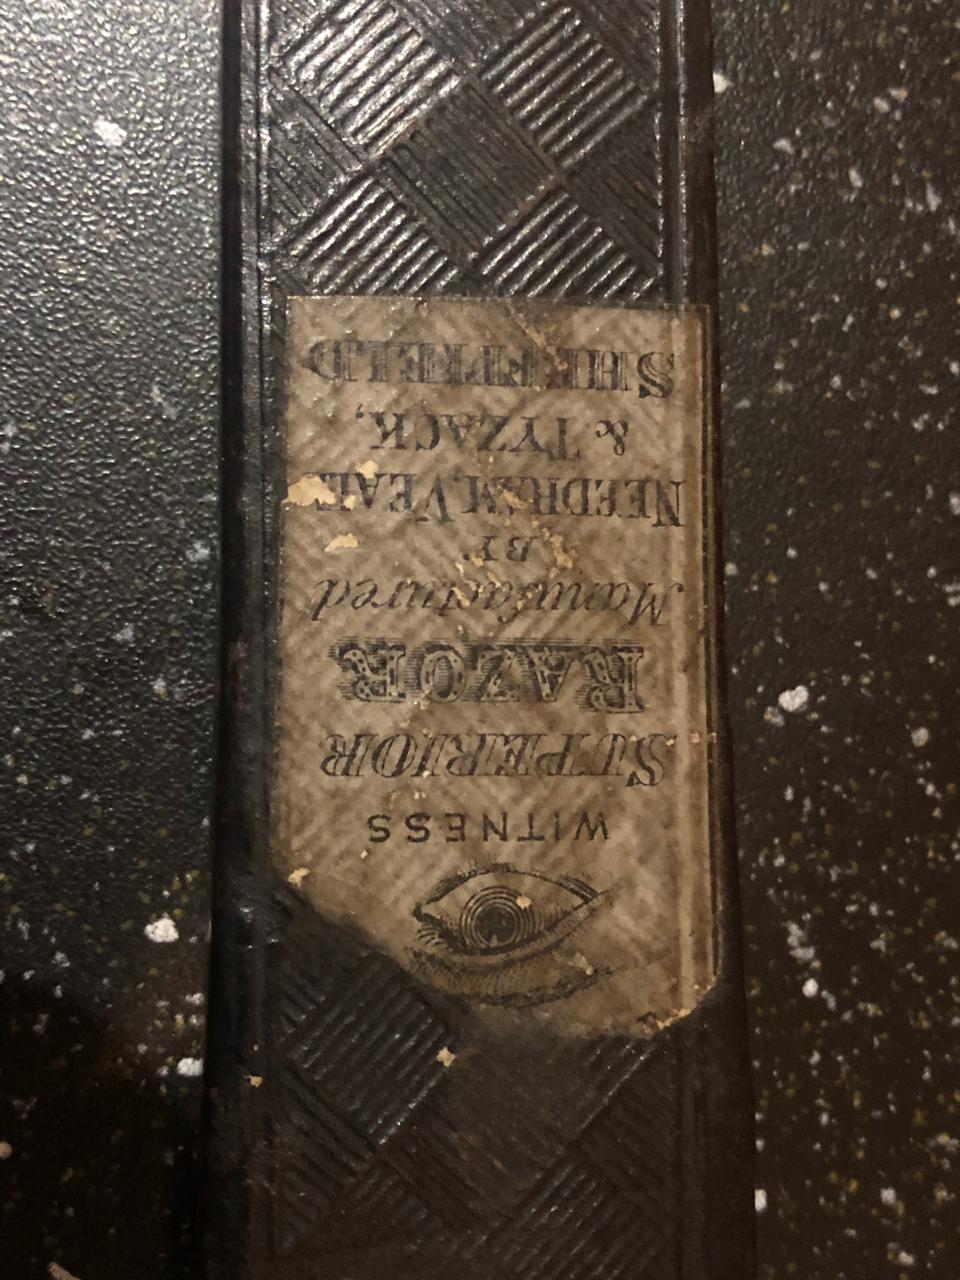 WITNESS
SUPERIOR
RAZOR
Manufactured
BY
NEEDHAM, VEALL
& TYZACK,
SHEFFIELD